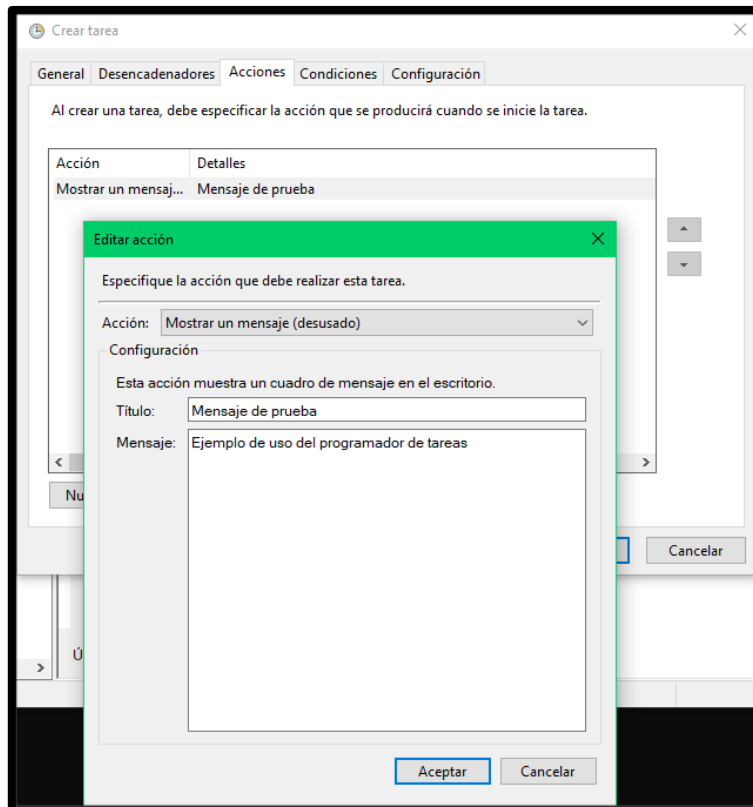 Crear tarea
General Desencadenadores Acciones Condiciones Configuración
Al crear una tarea, debe especificar la acción que se producirá cuando se inicie la tarea.
Acción Detalles
Mostrar un mensaj... Mensaje de prueba
Editar acción
Especifique la acción que debe realizar esta tarea.
Acción: Mostrar un mensaje (desusado)
Configuración
Esta acción muestra un cuadro de mensaje en el escritorio.
Título: Mensaje de prueba
Mensaje: Ejemplo de uso del programador de tareas
Cancelar
Aceptar Cancelar